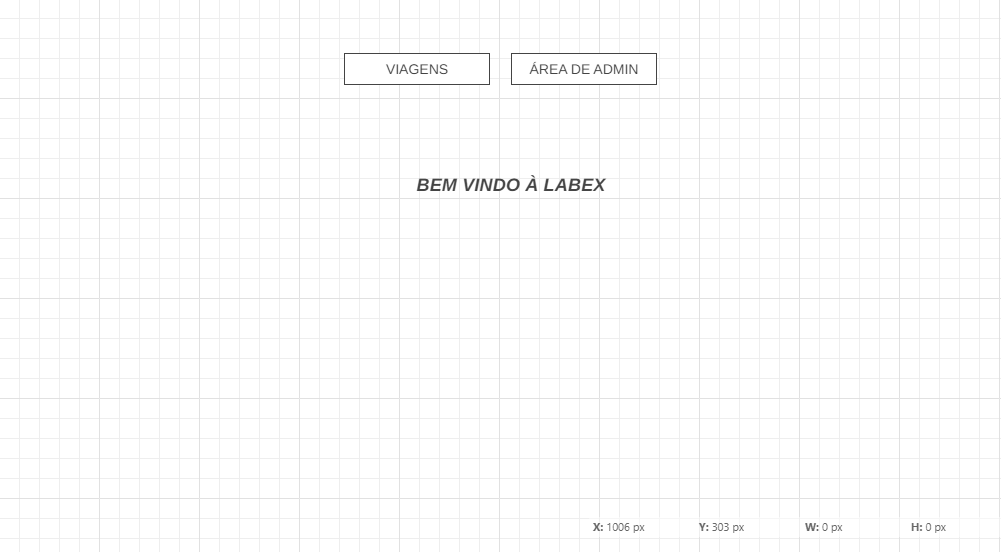 VIAGENS ÁREA DE ADMIN
BEM VINDO À LABEX
X: 1006 px Y: 303 px W: 0 px H: 0 px